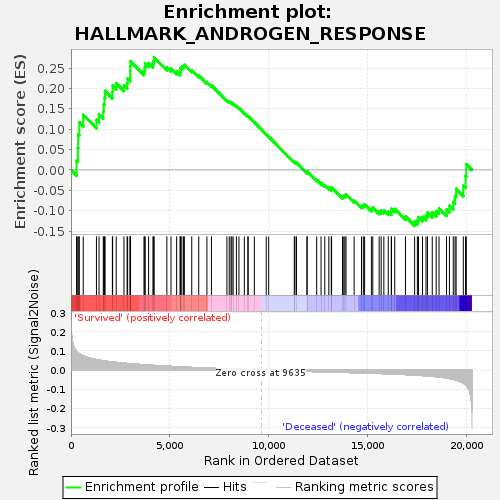 Enrichment plot:
HALLMARK_ANDROGEN_RESPONSE
Enrichment score (ES)
0.25
0.20
0.15
0.10
0.05
0.00
-0.05
-0.10
-0.15
Ranked list metric (Signal2Noise)
0.3
0.2
0.1
0.0
-0.1
-0.2
-0.3
'Survived' (positively correlated)
Zero cross at 9635
'Deceased' (negatively correlated)
0
5,000
10,000
15,000
20,000
Rank in Ordered Dataset
Enrichment profile
Hits
Ranking metric scores